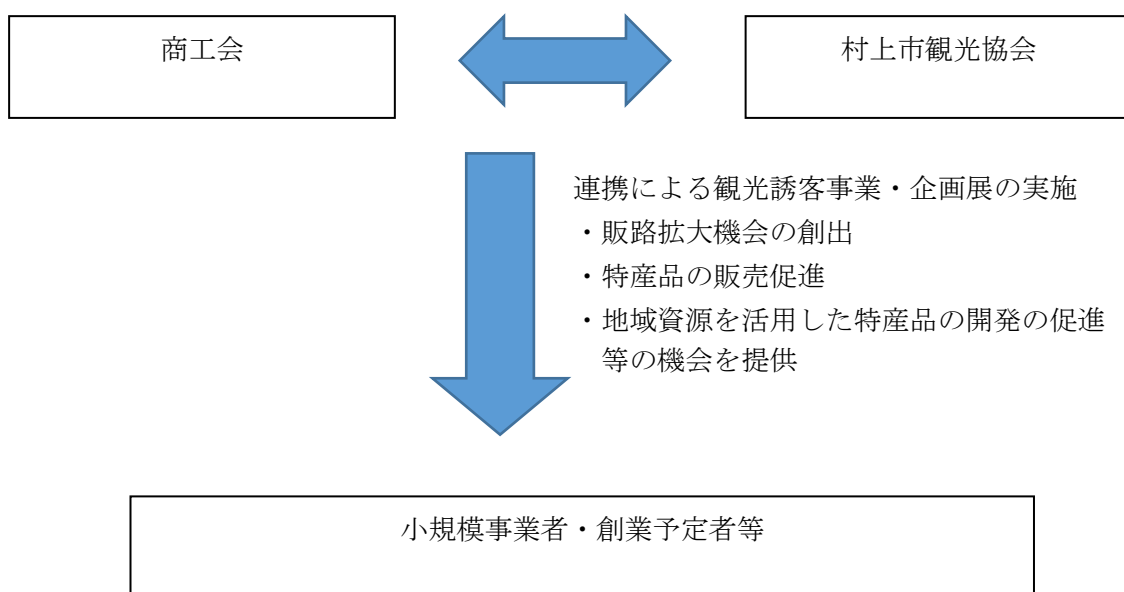 商工会
村上市観光協会
連携による観光誘客事業・企画展の実施
・販路拡大機会の創出
・特産品の販売促進
・地域資源を活用した特産品の開発の促進
等の機会を提供
小規模事業者・創業予定者等